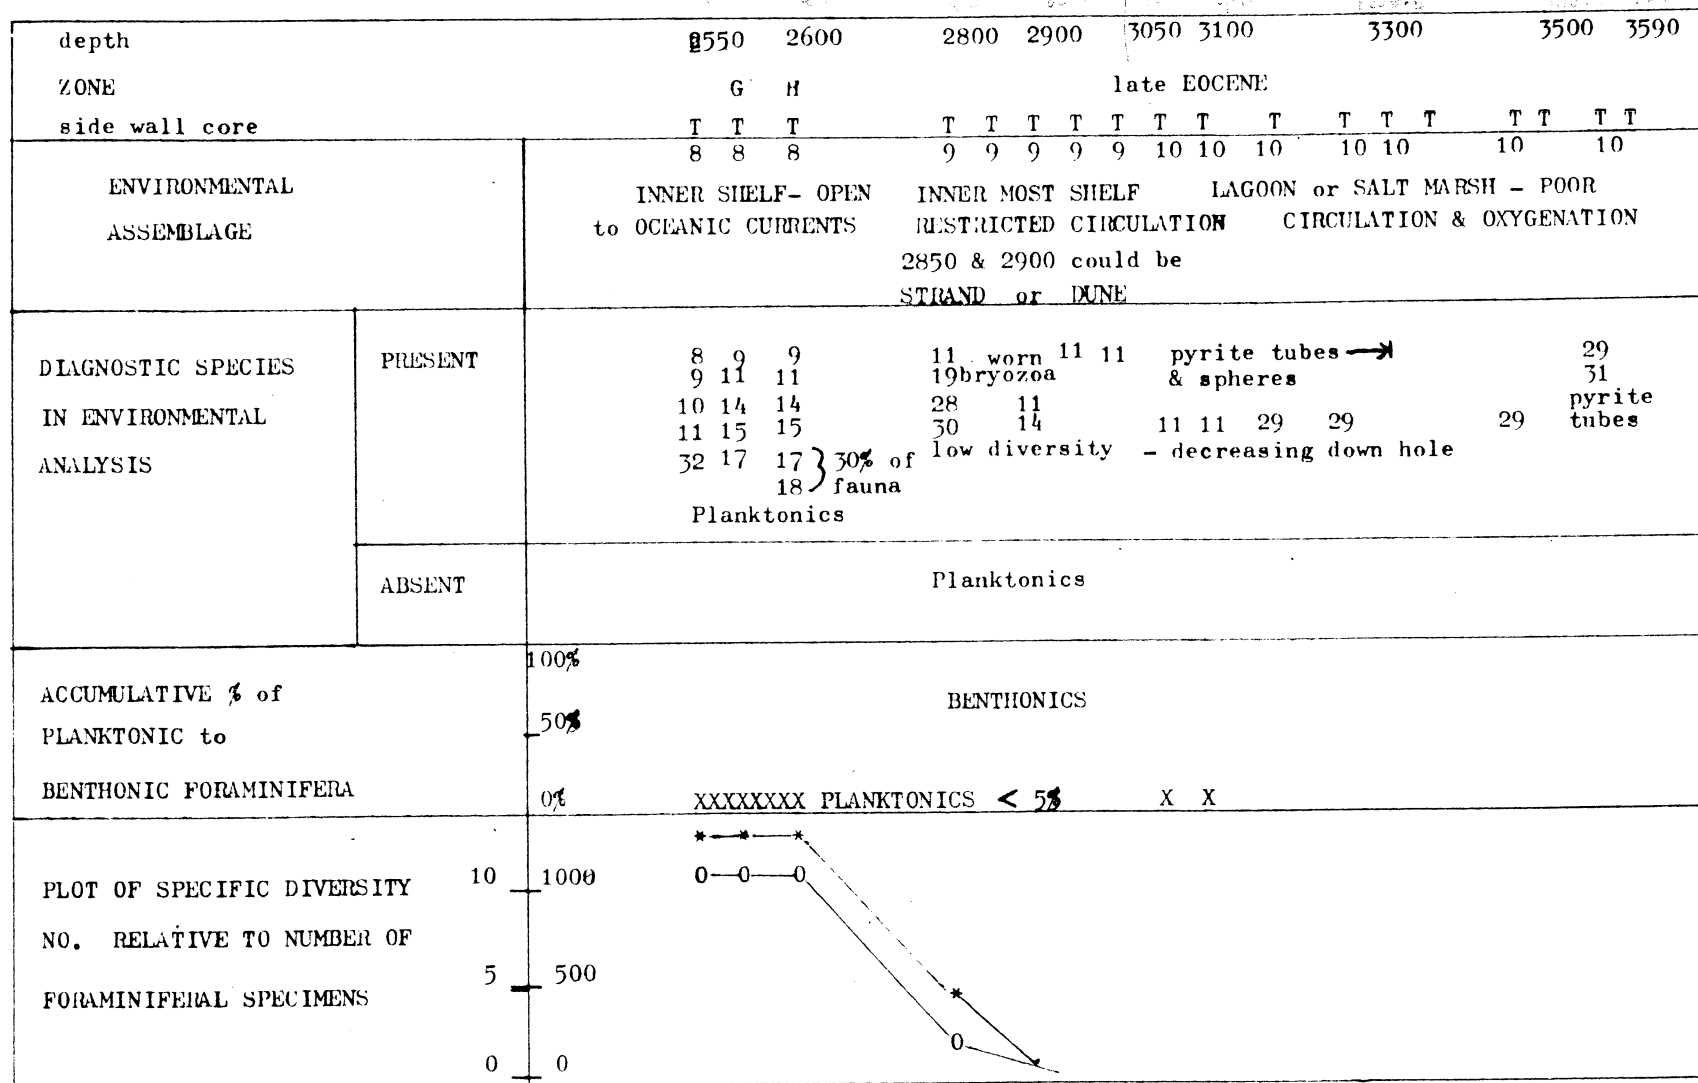 depth 2550 2600 2800 2900 3050 3100 3300 3500 3590
ZONE G H late EOCENE
side wall core T T T T T T T T T T T T T T T T T T
8 8 8 9 9 9 9 9 10 10 10 10 10 10 10
ENVIRONMENTAL
ASSEMBLAGE
INNER SHELF- OPEN
to OCEANIC CURRENTS
INNER MOST SHELF
RESTRICTED CIRCULATION
2850 & 2900 could be
STRAND or DUNE
LAGOON or SALT MARSH - POOR
CIRCULATION & OXYGENATION
DIAGNOSTIC SPECIES
IN ENVIRONMENTAL
ANALYSIS
PRESENT
8 9 9 11 worn 11 11 pyrite tubes 29
9 11 11 19 bryozoa & spheres 31
10 14 14 28 11 pyrite
11 15 15 30 14 11 11 29 29 29 tubes
32 17 17 30% of low diversity - decreasing down hole
18 fauna
Planktonics
ABSENT
Planktonics
ACCUMULATIVE % of
PLANKTONIC to
BENTHONIC FORAMINIFERA
100%
50%
0%
BENTHONICS
XXXXXXXX PLANKTONICS < 5% X X
PLOT OF SPECIFIC DIVERSITY
NO. RELATIVE TO NUMBER OF
FORAMINIFERAL SPECIMENS
10 1000
5 500
0 0